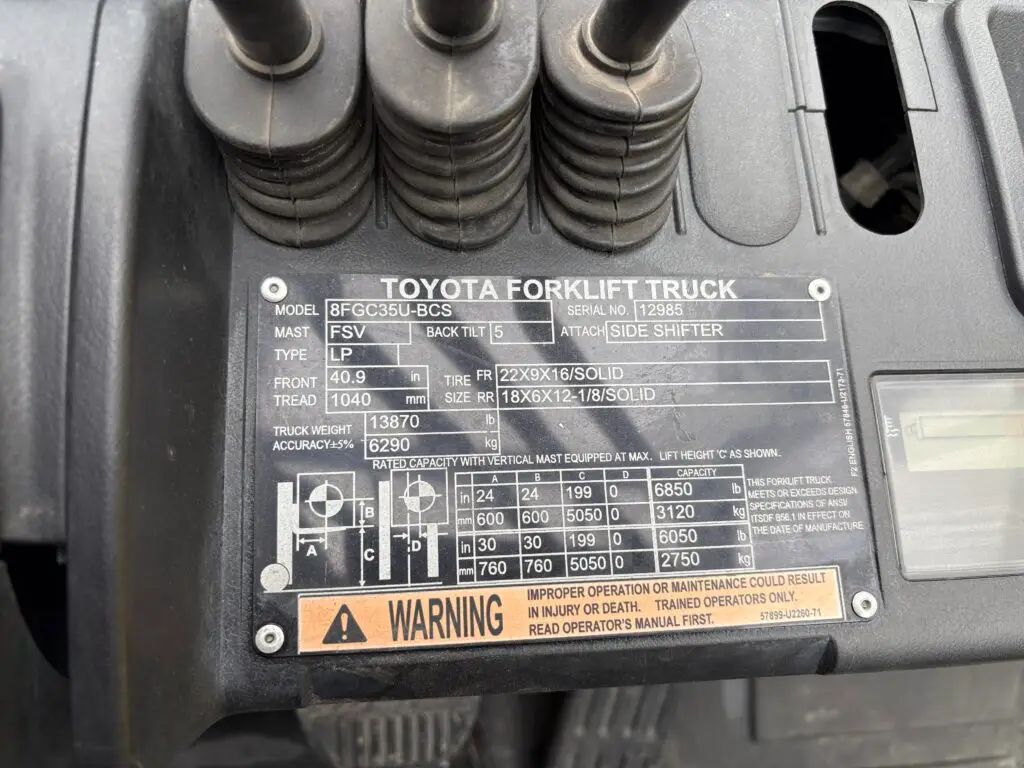 TOYOTA FORKLIFT TRUCK
MODEL 8FGC35U-BCS SERIAL NO. 12985
MAST FSV BACK TILT 5 ATTACH SIDE SHIFTER
TYPE LP
FRONT 40.9 in TIRE FR 22X9X16/SOLID
TREAD 1040 mm SIZE RR 18X6X12-1/8/SOLID
TRUCK WEIGHT 13870 lb
ACCURACY±5% 6290 kg
RATED CAPACITY WITH VERTICAL MAST EQUIPPED AT MAX. LIFT HEIGHT 'C' AS SHOWN.
A B C D CAPACITY
in 24 24 199 0 6850 lb
mm 600 600 5050 0 3120 kg
in 30 30 199 0 6050 lb
mm 760 760 5050 0 2750 kg
A B C D
THIS FORKLIFT TRUCK
MEETS OR EXCEEDS DESIGN
SPECIFICATIONS OF ANSI
ITSDF B56.1 IN EFFECT ON
THE DATE OF MANUFACTURE
F2 ENGLISH 57846-U2173-71
WARNING
IMPROPER OPERATION OR MAINTENANCE COULD RESULT
IN INJURY OR DEATH. TRAINED OPERATORS ONLY.
READ OPERATOR'S MANUAL FIRST. 57899-U2260-71